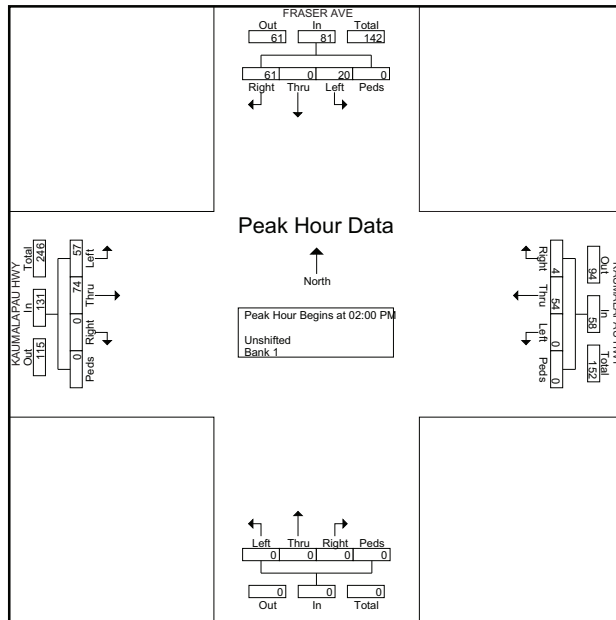 FRASER AVE
Out In Total
61 81 142
61 0 20 0
Right Thru Left Peds
KAUMALAPAU HWY
Out In Total
115 131 246
0 0 74 57
Peds Right Thru Left
Peak Hour Data
North
Peak Hour Begins at 02:00 PM
Unshifted
Bank 1
Right Thru Left Peds
4 54 0 0
Out In Total
94 58 152
Left Thru Right Peds
0 0 0 0
0 0 0
Out In Total